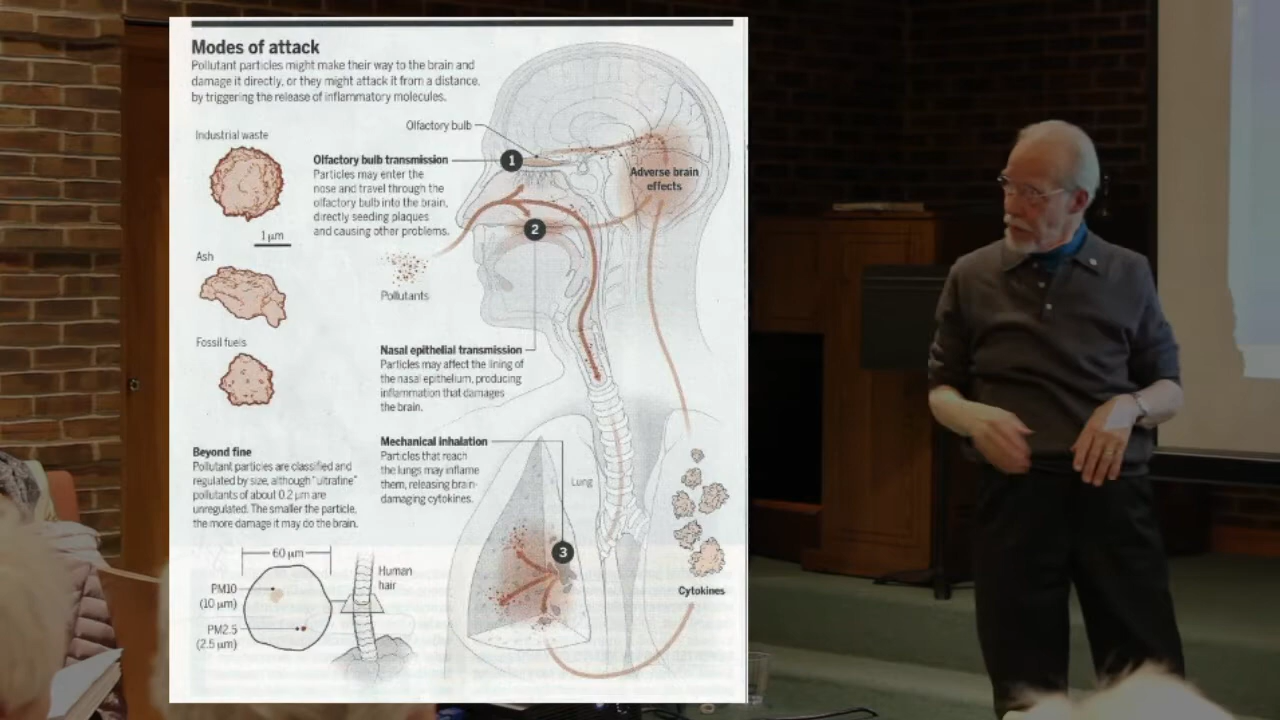 Modes of attack
Pollutant particles might make their way to the brain and
damage it directly, or they might attack it from a distance,
by triggering the release of inflammatory molecules.
Olfactory bulb
Industrial waste
1 μm
Ash
Fossil fuels
Olfactory bulb transmission
Particles may enter the
nose and travel through the
olfactory bulb into the brain,
directly seeding plaques
and causing other problems.
1
Adverse brain
effects
2
Pollutants
Nasal epithelial transmission
Particles may affect the lining of
the nasal epithelium, producing
inflammation that damages
the brain.
Mechanical inhalation
Particles that reach
the lungs may inflame
them, releasing brain-
damaging cytokines.
Lung
3
Cytokines
Beyond fine
Pollutant particles are classified and
regulated by size, although "ultrafine"
pollutants of about 0.2 μm are
unregulated. The smaller the particle,
the more damage it may do the brain.
60 μm
PM10
(10 μm)
PM2.5
(2.5 μm)
Human
hair